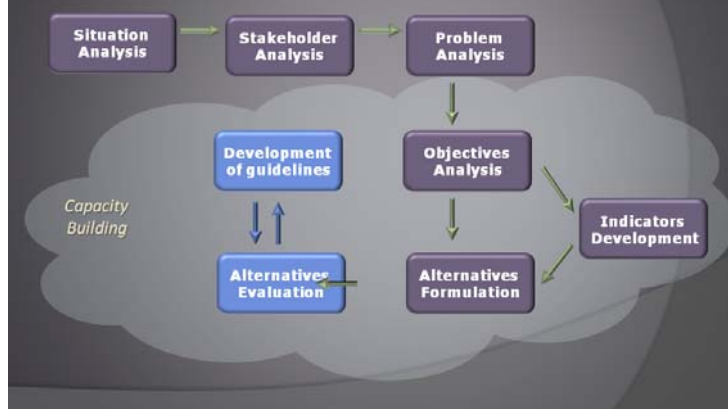 Situation
Analysis
Stakeholder
Analysis
Problem
Analysis
Development
of guidelines
Objectives
Analysis
Capacity
Building
Indicators
Development
Alternatives
Evaluation
Alternatives
Formulation